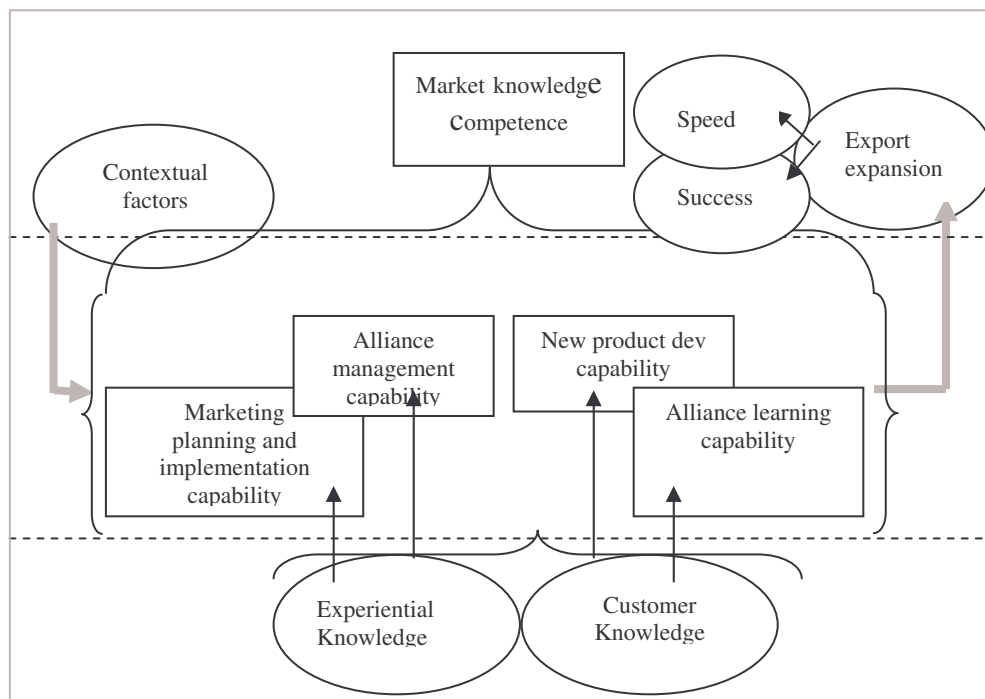 Market knowledge
competence
Speed
Export
expansion
Contextual
factors
Success
Alliance
management
capability
New product dev
capability
Marketing
planning and
implementation
capability
Alliance learning
capability
Experiential
Knowledge
Customer
Knowledge